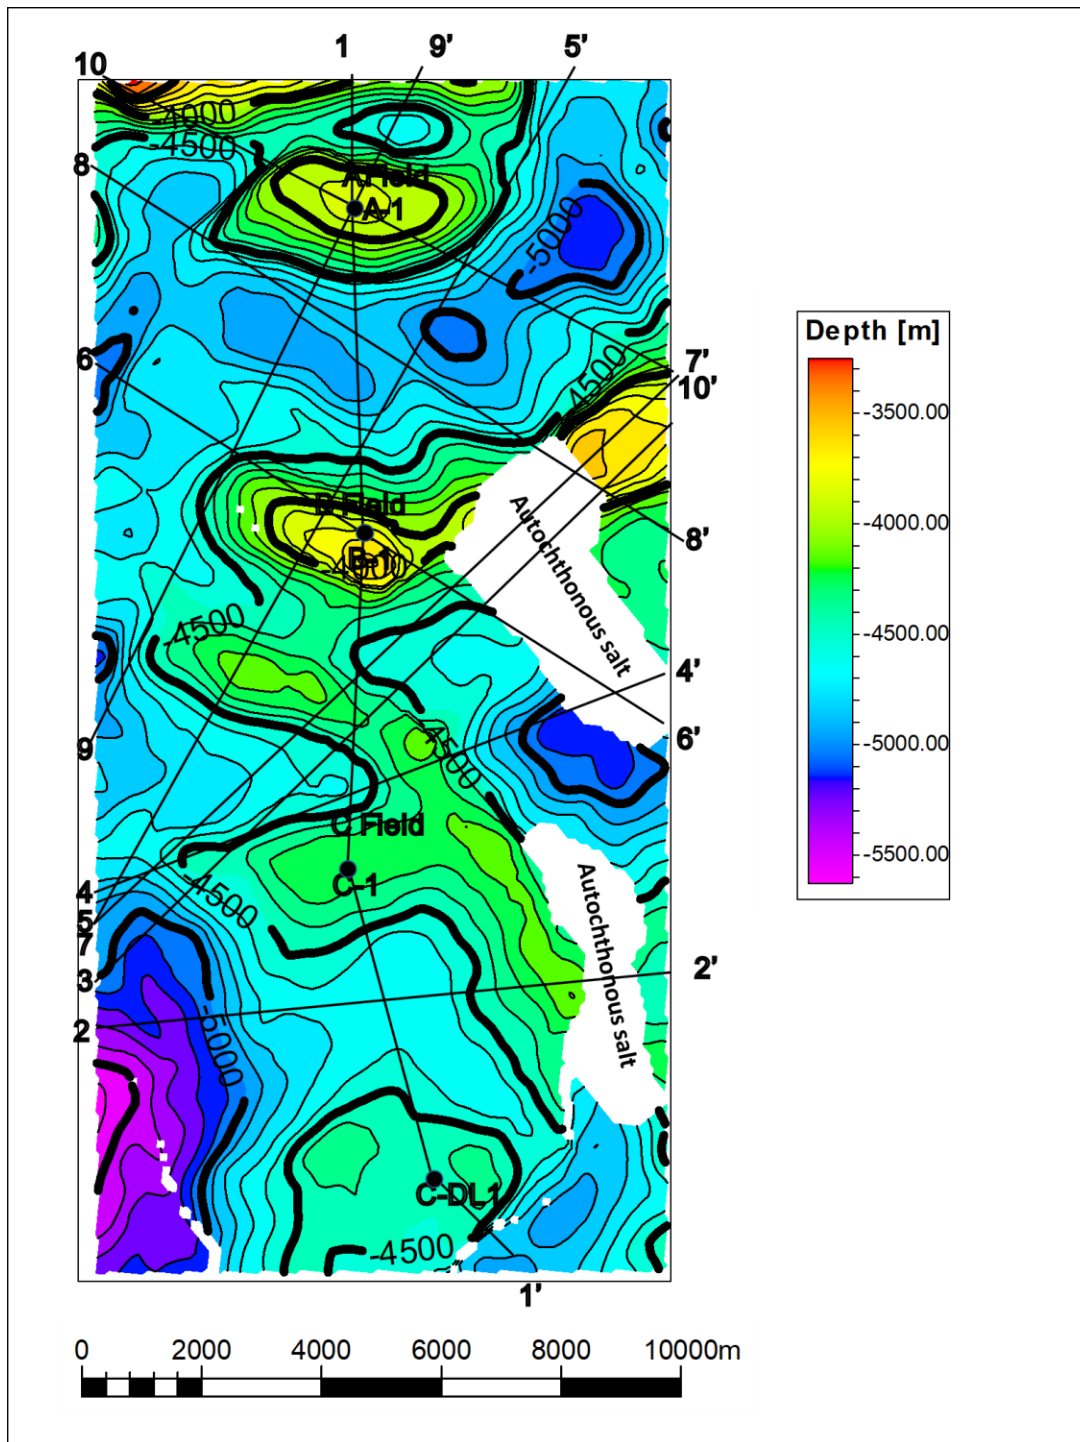 1 9’ 5’
10
-4000
-4500
8
A Field
A-1
-5000
Depth [m]
-3500.00
-4000.00
-4500.00
-5000.00
-5500.00
6
-4500
7’
10’
B Field
B-1
-4000
Autochthonous salt
8’
-4500
4’
9
-4500
6’
C Field
C-1
4
-4500
5
7
3
Autochthonous salt
2’
2
-5000
C-DL1
-4500
1’
0 2000 4000 6000 8000 10000m